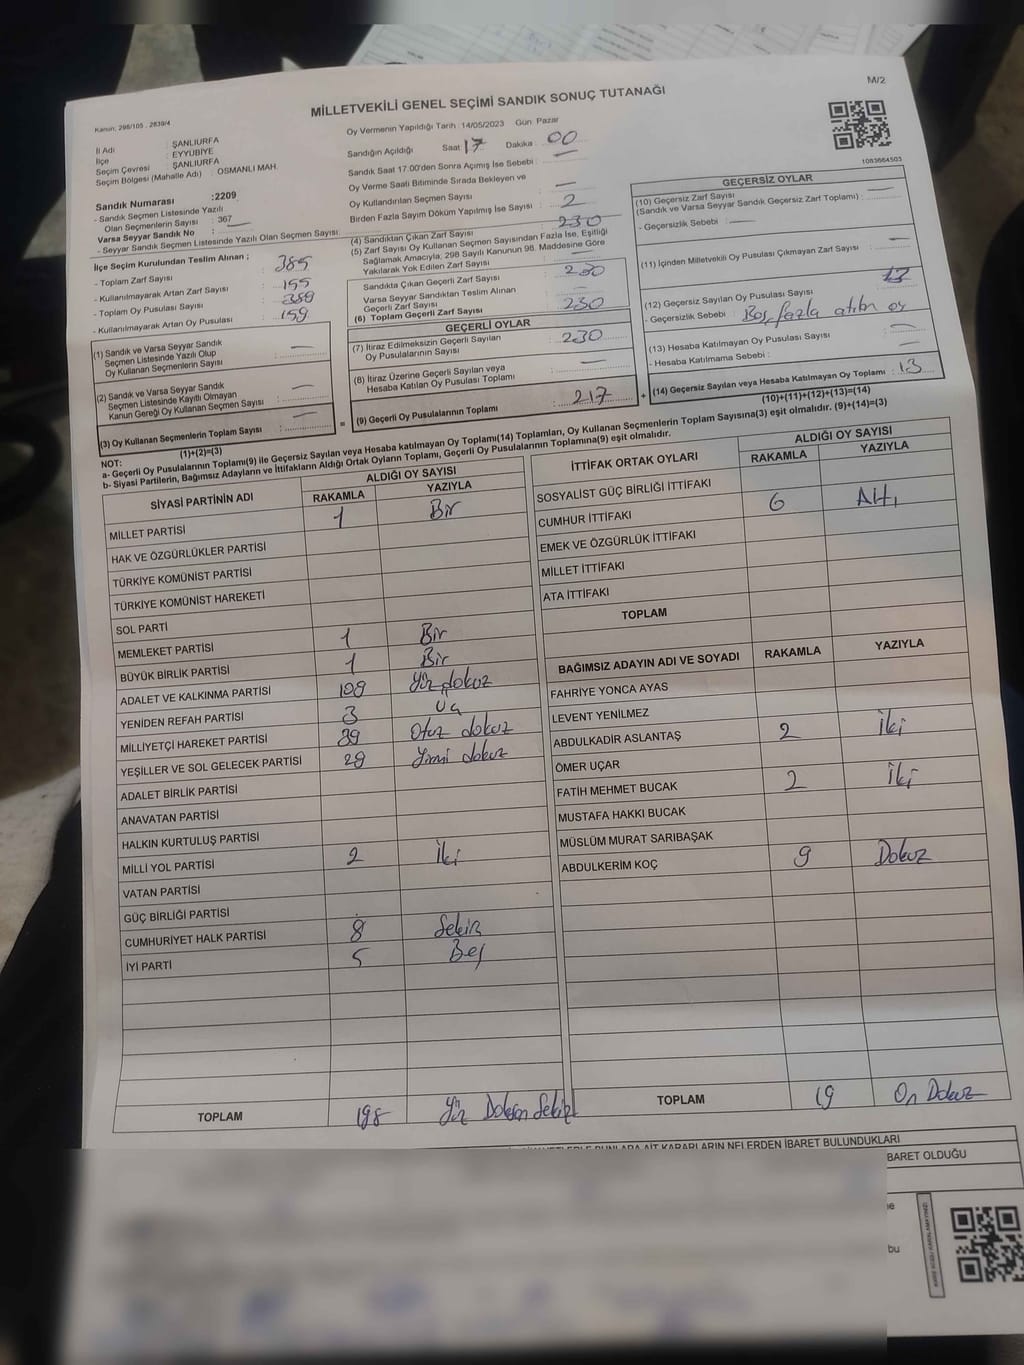 M/2
MİLLETVEKİLİ GENEL SEÇİMİ SANDIK SONUÇ TUTANAĞI
Kanun: 298/105 , 2839/4
İl Adı : ŞANLIURFA
İlçe : EYYÜBİYE
Seçim Çevresi : ŞANLIURFA
Seçim Bölgesi (Mahalle Adı) : OSMANLI MAH.
Sandık Numarası :2209
- Sandık Seçmen Listesinde Yazılı
Olan Seçmenlerin Sayısı : 367
Varsa Seyyar Sandık No :
- Seyyar Sandık Seçmen Listesinde Yazılı Olan Seçmen Sayısı:
Oy Vermenin Yapıldığı Tarih :14/05/2023 Gün Pazar
Sandığın Açıldığı Saat : 17 Dakika : 00
Sandık Saat 17.00'den Sonra Açımış İse Sebebi : —
Oy Verme Saati Bitiminde Sırada Bekleyen ve
Oy Kullandırılan Seçmen Sayısı : —
Birden Fazla Sayım Döküm Yapılmış İse Sayısı : 2
1083664503
İlçe Seçim Kurulundan Teslim Alınan ;
- Toplam Zarf Sayısı : 385
- Kullanılmayarak Artan Zarf Sayısı : 155
- Toplam Oy Pusulası Sayısı : 389
- Kullanılmayarak Artan Oy Pusulası : 159
(1) Sandık ve Varsa Seyyar Sandık
Seçmen Listesinde Yazılı Olup
Oy Kullanan Seçmenlerin Sayısı : —
(2) Sandık ve Varsa Seyyar Sandık
Seçmen Listesinde Kayıtlı Olmayan
Kanun Gereği Oy Kullanan Seçmen Sayısı : —
(3) Oy Kullanan Seçmenlerin Toplam Sayısı : —
(1)+(2)=(3)
(4) Sandıktan Çıkan Zarf Sayısı : 230
(5) Zarf Sayısı Oy Kullanan Seçmen Sayısından Fazla İse, Eşitliği
Sağlamak Amacıyla, 298 Sayılı Kanunun 98. Maddesine Göre
Yakılarak Yok Edilen Zarf Sayısı : —
Sandıkta Çıkan Geçerli Zarf Sayısı : 230
Varsa Seyyar Sandıktan Teslim Alınan
Geçerli Zarf Sayısı : —
(6) Toplam Geçerli Zarf Sayısı : 230
GEÇERLİ OYLAR
(7) İtiraz Edilmeksizin Geçerli Sayılan
Oy Pusulalarının Sayısı : 230
(8) İtiraz Üzerine Geçerli Sayılan veya
Hesaba Katılan Oy Pusulası Toplamı : —
(9) Geçerli Oy Pusulalarının Toplamı : 217
GEÇERSİZ OYLAR
(10) Geçersiz Zarf Sayısı
(Sandık ve Varsa Seyyar Sandık Geçersiz Zarf Toplamı) : —
- Geçersizlik Sebebi : —
(11) İçinden Milletvekili Oy Pusulası Çıkmayan Zarf Sayısı : —
(12) Geçersiz Sayılan Oy Pusulası Sayısı :
- Geçersizlik Sebebi : Boş, fazla atılan oy
(13) Hesaba Katılmayan Oy Pusulası Sayısı : —
- Hesaba Katılmama Sebebi : —
(14) Geçersiz Sayılan veya Hesaba Katılmayan Oy Toplamı : 13
(10)+(11)+(12)+(13)=(14)
NOT:
a- Geçerli Oy Pusulalarının Toplamı(9) ile Geçersiz Sayılan veya Hesaba katılmayan Oy Toplamı(14) Toplamları, Oy Kullanan Seçmenlerin Toplam Sayısına(3) eşit olmalıdır. (9)+(14)=(3)
b- Siyasi Partilerin, Bağımsız Adayların ve İttifakların Aldığı Ortak Oyların Toplamı, Geçerli Oy Pusulalarının Toplamına(9) eşit olmalıdır.
SİYASİ PARTİNİN ADI ALDIĞI OY SAYISI
RAKAMLA YAZIYLA
MİLLET PARTİSİ 1 Bir
HAK VE ÖZGÜRLÜKLER PARTİSİ
TÜRKİYE KOMÜNİST PARTİSİ
TÜRKİYE KOMÜNİST HAREKETİ
SOL PARTİ
MEMLEKET PARTİSİ 1 Bir
BÜYÜK BİRLİK PARTİSİ 1 Bir
ADALET VE KALKINMA PARTİSİ 109 Yüz dokuz
YENİDEN REFAH PARTİSİ 3 Üç
MİLLİYETÇİ HAREKET PARTİSİ 39 Otuz dokuz
YEŞİLLER VE SOL GELECEK PARTİSİ 29 Yirmi dokuz
ADALET BİRLİK PARTİSİ
ANAVATAN PARTİSİ
HALKIN KURTULUŞ PARTİSİ
MİLLİ YOL PARTİSİ 2 İki
VATAN PARTİSİ
GÜÇ BİRLİĞİ PARTİSİ
CUMHURİYET HALK PARTİSİ 8 Sekiz
İYİ PARTİ 5 Beş
TOPLAM 198 Yüz Doksan Sekiz
İTTİFAK ORTAK OYLARI ALDIĞI OY SAYISI
RAKAMLA YAZIYLA
SOSYALİST GÜÇ BİRLİĞİ İTTİFAKI
CUMHUR İTTİFAKI 6 Altı
EMEK VE ÖZGÜRLÜK İTTİFAKI
MİLLET İTTİFAKI
ATA İTTİFAKI
TOPLAM
BAĞIMSIZ ADAYIN ADI VE SOYADI RAKAMLA YAZIYLA
FAHRİYE YONCA AYAS
LEVENT YENİLMEZ
ABDULKADİR ASLANTAŞ 2 İki
ÖMER UÇAR
FATİH MEHMET BUCAK 2 İki
MUSTAFA HAKKI BUCAK
MÜSLÜM MURAT SARIBAŞAK
ABDULKERİM KOÇ 9 Dokuz
TOPLAM 19 On Dokuz
KARARLARIN NELERDEN İBARET BULUNDUKLARI
BARET OLDUĞU